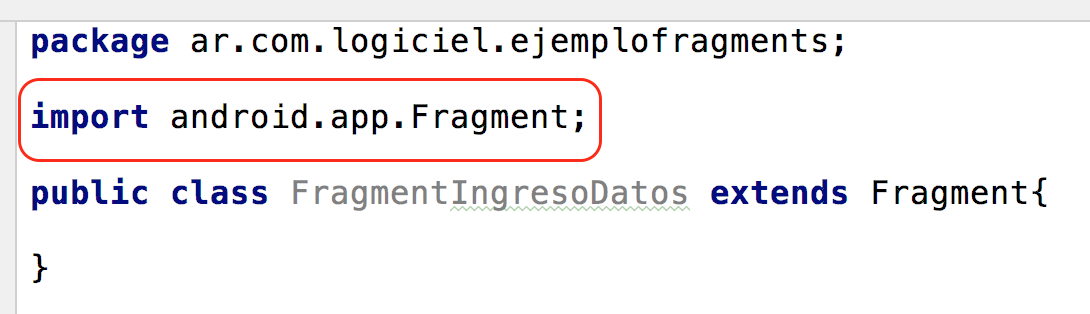 package ar.com.logiciel.ejemplofragments;
import android.app.Fragment;
public class FragmentIngresoDatos extends Fragment{
}